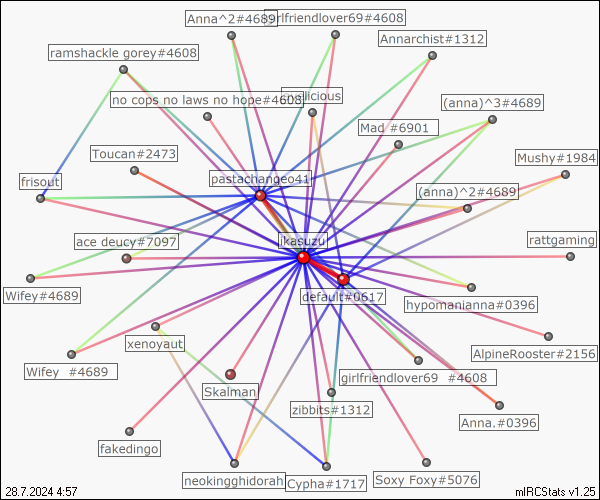 Anna^2#4689
girlfriendlover69#4608
Annarchist#1312
ramshackle gorey#4608
no cops no laws no hope#4608
(anna)^3#4689
Mad #6901
Toucan#2473
Mushy#1984
frisout
pastachangeo41
(anna)^2#4689
ace deucy#7097
ikasuzu
rattgaming
Wifey#4689
default#0617
hypomanianna#0396
xenoyaut
AlpineRooster#2156
Wifey #4689
girlfriendlover69 #4608
Skalman
zibbits#1312
Anna.#0396
fakedingo
neokingghidorah
Cypha#1717
Soxy Foxy#5076
28.7.2024 4:57
mIRCStats v1.25